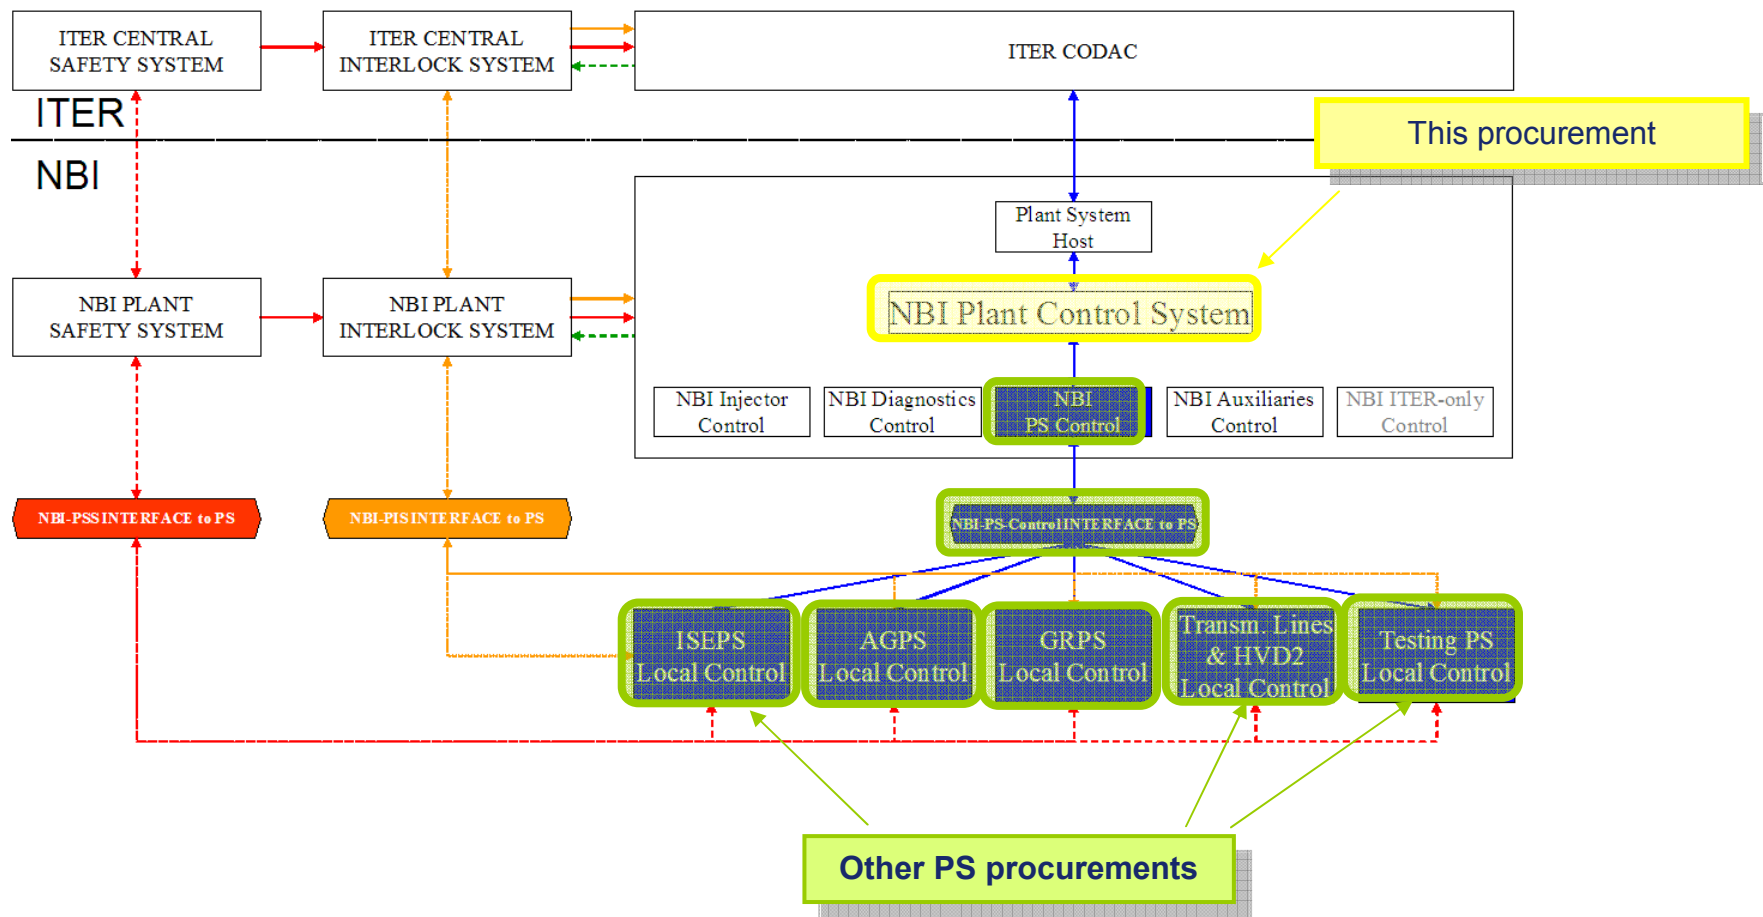 ITER CENTRAL
SAFETY SYSTEM
ITER CENTRAL
INTERLOCK SYSTEM
ITER CODAC
ITER
This procurement
NBI
Plant System
Host
NBI PLANT
SAFETY SYSTEM
NBI PLANT
INTERLOCK SYSTEM
NBI Plant Control System
NBI Injector
Control
NBI Diagnostics
Control
NBI
PS Control
NBI Auxiliaries
Control
NBI ITER-only
Control
NBI-PSS INTERFACE to PS
NBI-PIS INTERFACE to PS
NBI-PS-Control INTERFACE to PS
ISEPS
Local Control
AGPS
Local Control
GRPS
Local Control
Transm. Lines
& HVD2
Local Control
Testing PS
Local Control
Other PS procurements